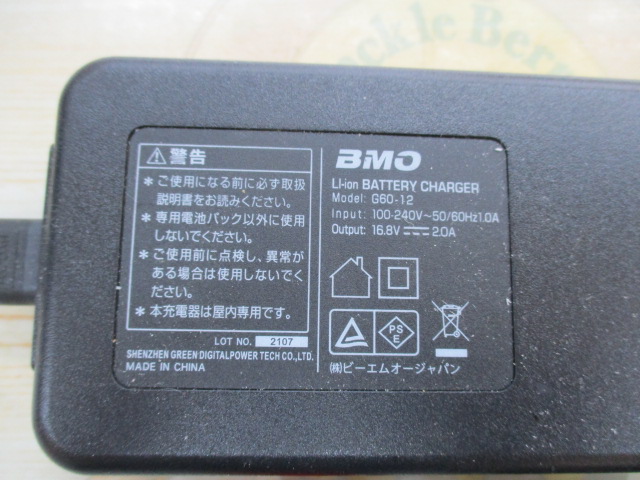 ckle Berr
警告
＊ご使用になる前に必ず取扱
説明書をお読みください。
＊専用電池パック以外に使用
しないでください。
＊ご使用前に点検し、異常が
ある場合は使用しないでく
ださい。
＊本充電器は屋内専用です。
LOT NO. 2107
SHENZHEN GREEN DIGITALPOWER TECH CO.,LTD.
MADE IN CHINA
BMO
LI-ion BATTERY CHARGER
Model: G60-12
Input: 100-240V～50/60Hz1.0A
Output: 16.8V⎓2.0A
PS
E
(株)ビーエムオージャパン